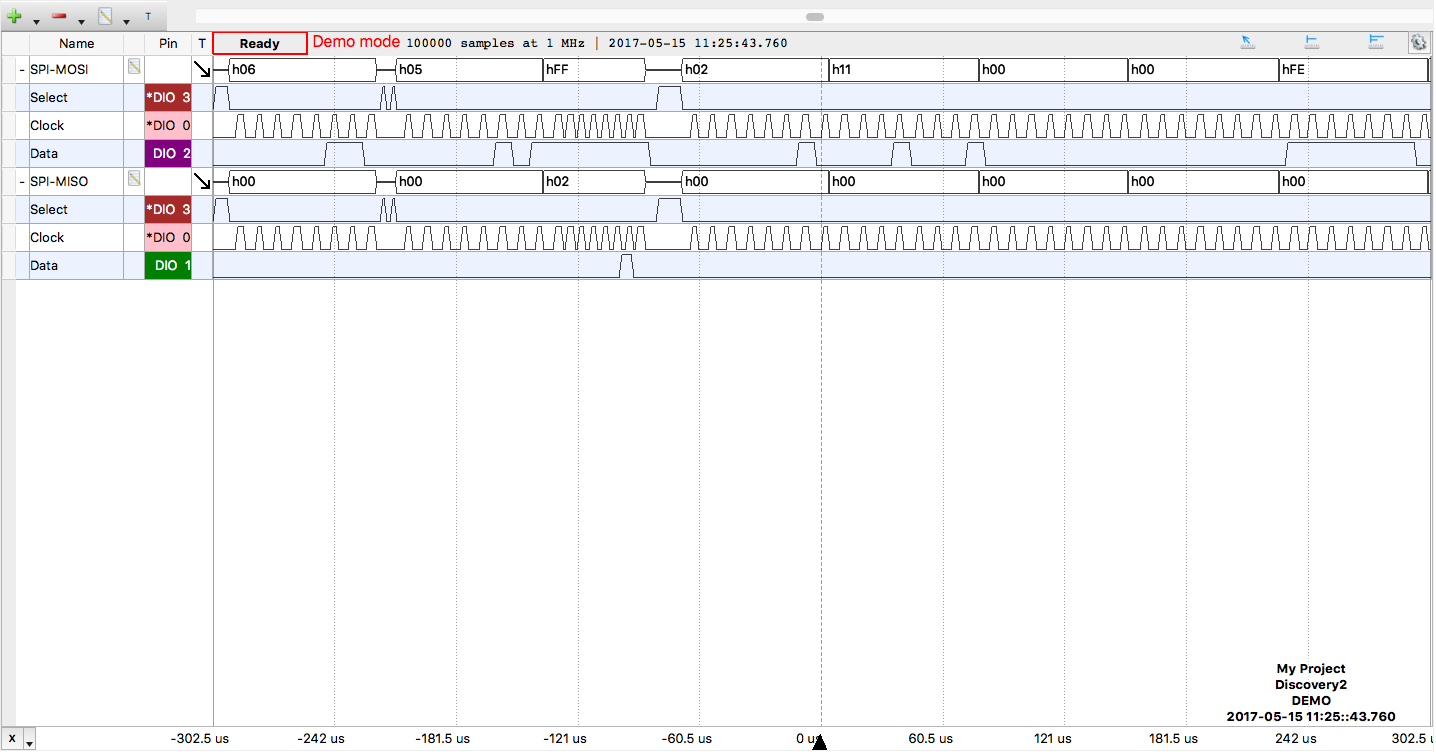 T
Name Pin T Ready Demo mode 100000 samples at 1 MHz | 2017-05-15 11:25:43.760
- SPI-MOSI h06 h05 hFF h02 h11 h00 h00 hFE
Select *DIO 3
Clock *DIO 0
Data DIO 2
- SPI-MISO h00 h00 h02 h00 h00 h00 h00 h00
Select *DIO 3
Clock *DIO 0
Data DIO 1
My Project
Discovery2
DEMO
2017-05-15 11:25::43.760
X -302.5 us -242 us -181.5 us -121 us -60.5 us 0 us 60.5 us 121 us 181.5 us 242 us 302.5 u